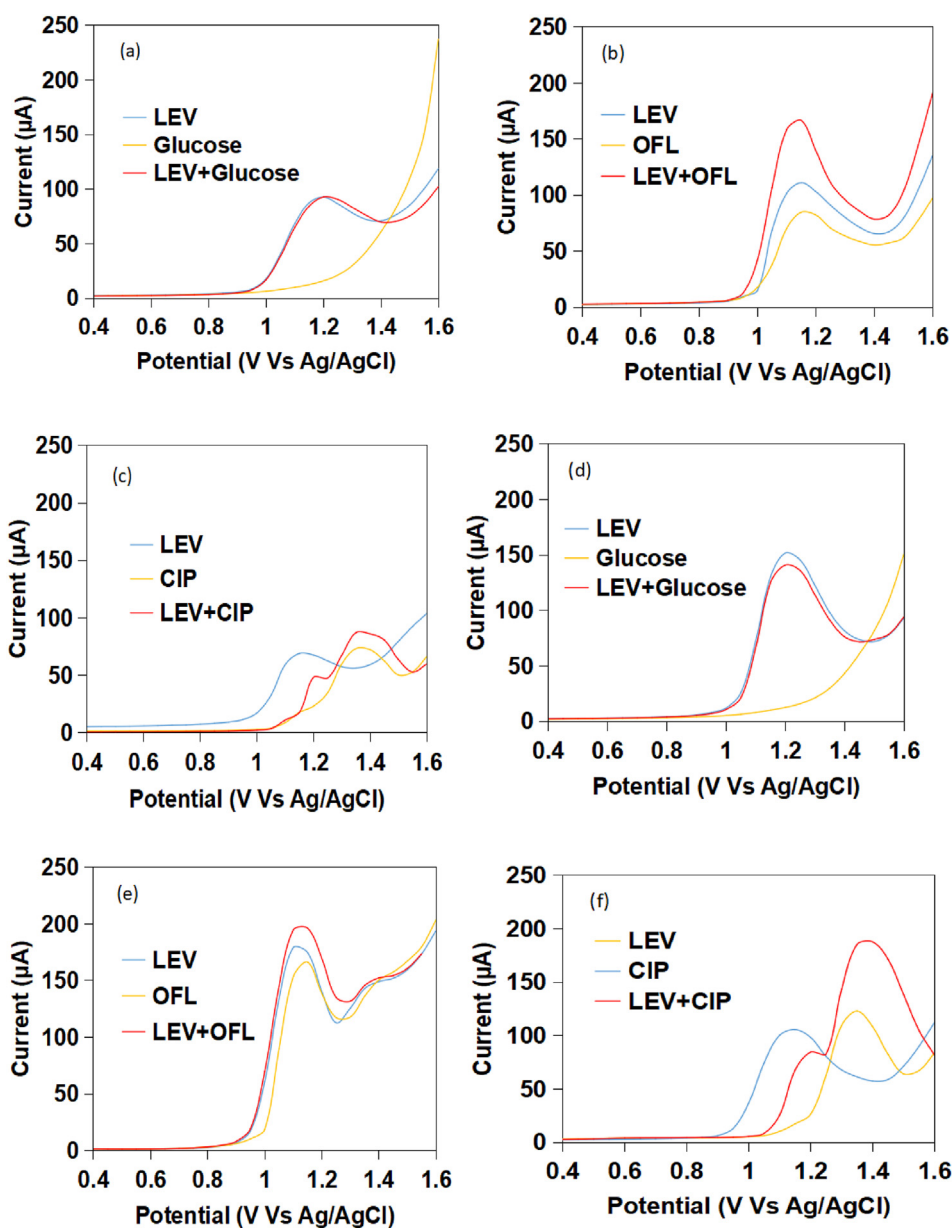 250
(a)
200
LEV
150
Glucose
LEV+Glucose
100
50
0
0.4 0.6 0.8 1 1.2 1.4 1.6
Current (µA)
Potential (V Vs Ag/AgCl)
250
(b)
200
LEV
150
OFL
LEV+OFL
100
50
0
0.4 0.6 0.8 1 1.2 1.4 1.6
Current (µA)
Potential (V Vs Ag/AgCl)
250
(c)
200
LEV
150
CIP
LEV+CIP
100
50
0
0.4 0.6 0.8 1 1.2 1.4 1.6
Current (µA)
Potential (V Vs Ag/AgCl)
250
(d)
200
LEV
150
Glucose
LEV+Glucose
100
50
0
0.4 0.6 0.8 1 1.2 1.4 1.6
Current (µA)
Potential (V Vs Ag/AgCl)
250
(e)
200
LEV
150
OFL
LEV+OFL
100
50
0
0.4 0.6 0.8 1 1.2 1.4 1.6
Current (µA)
Potential (V Vs Ag/AgCl)
250
(f)
200
LEV
150
CIP
LEV+CIP
100
50
0
0.4 0.6 0.8 1 1.2 1.4 1.6
Current (µA)
Potential (V Vs Ag/AgCl)